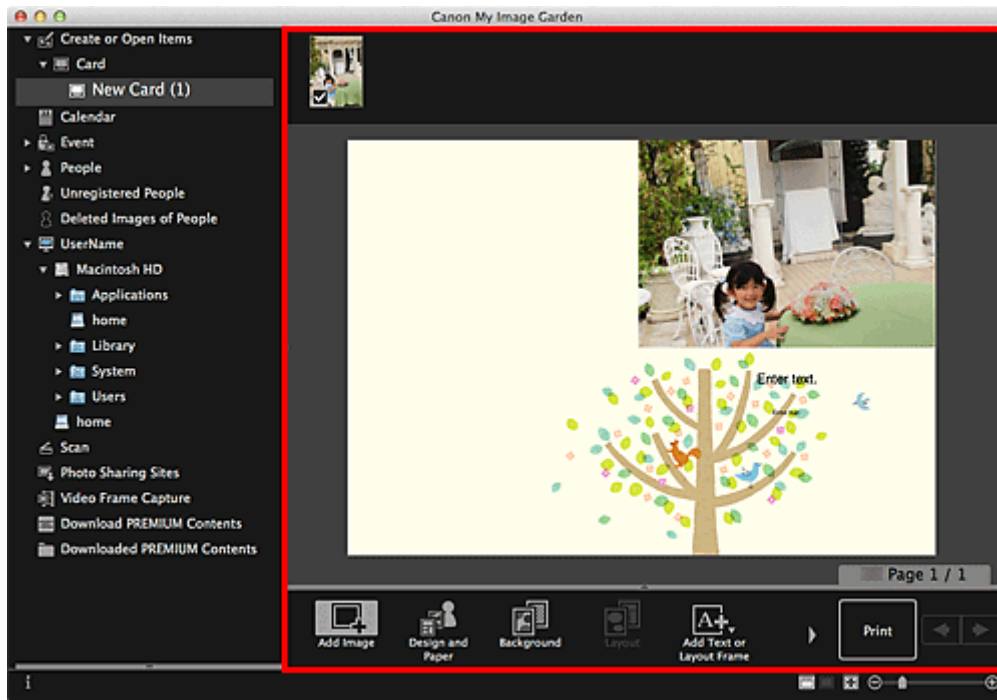 Canon My Image Garden
Create or Open Items
Card
New Card (1)
Calendar
Event
People
Unregistered People
Deleted Images of People
UserName
Macintosh HD
Applications
home
Library
System
Users
home
Scan
Photo Sharing Sites
Video Frame Capture
Download PREMIUM Contents
Downloaded PREMIUM Contents
Enter text.
Page 1 / 1
Add Image
Design and
Paper
Background
Layout
Add Text or
Layout Frame
Print